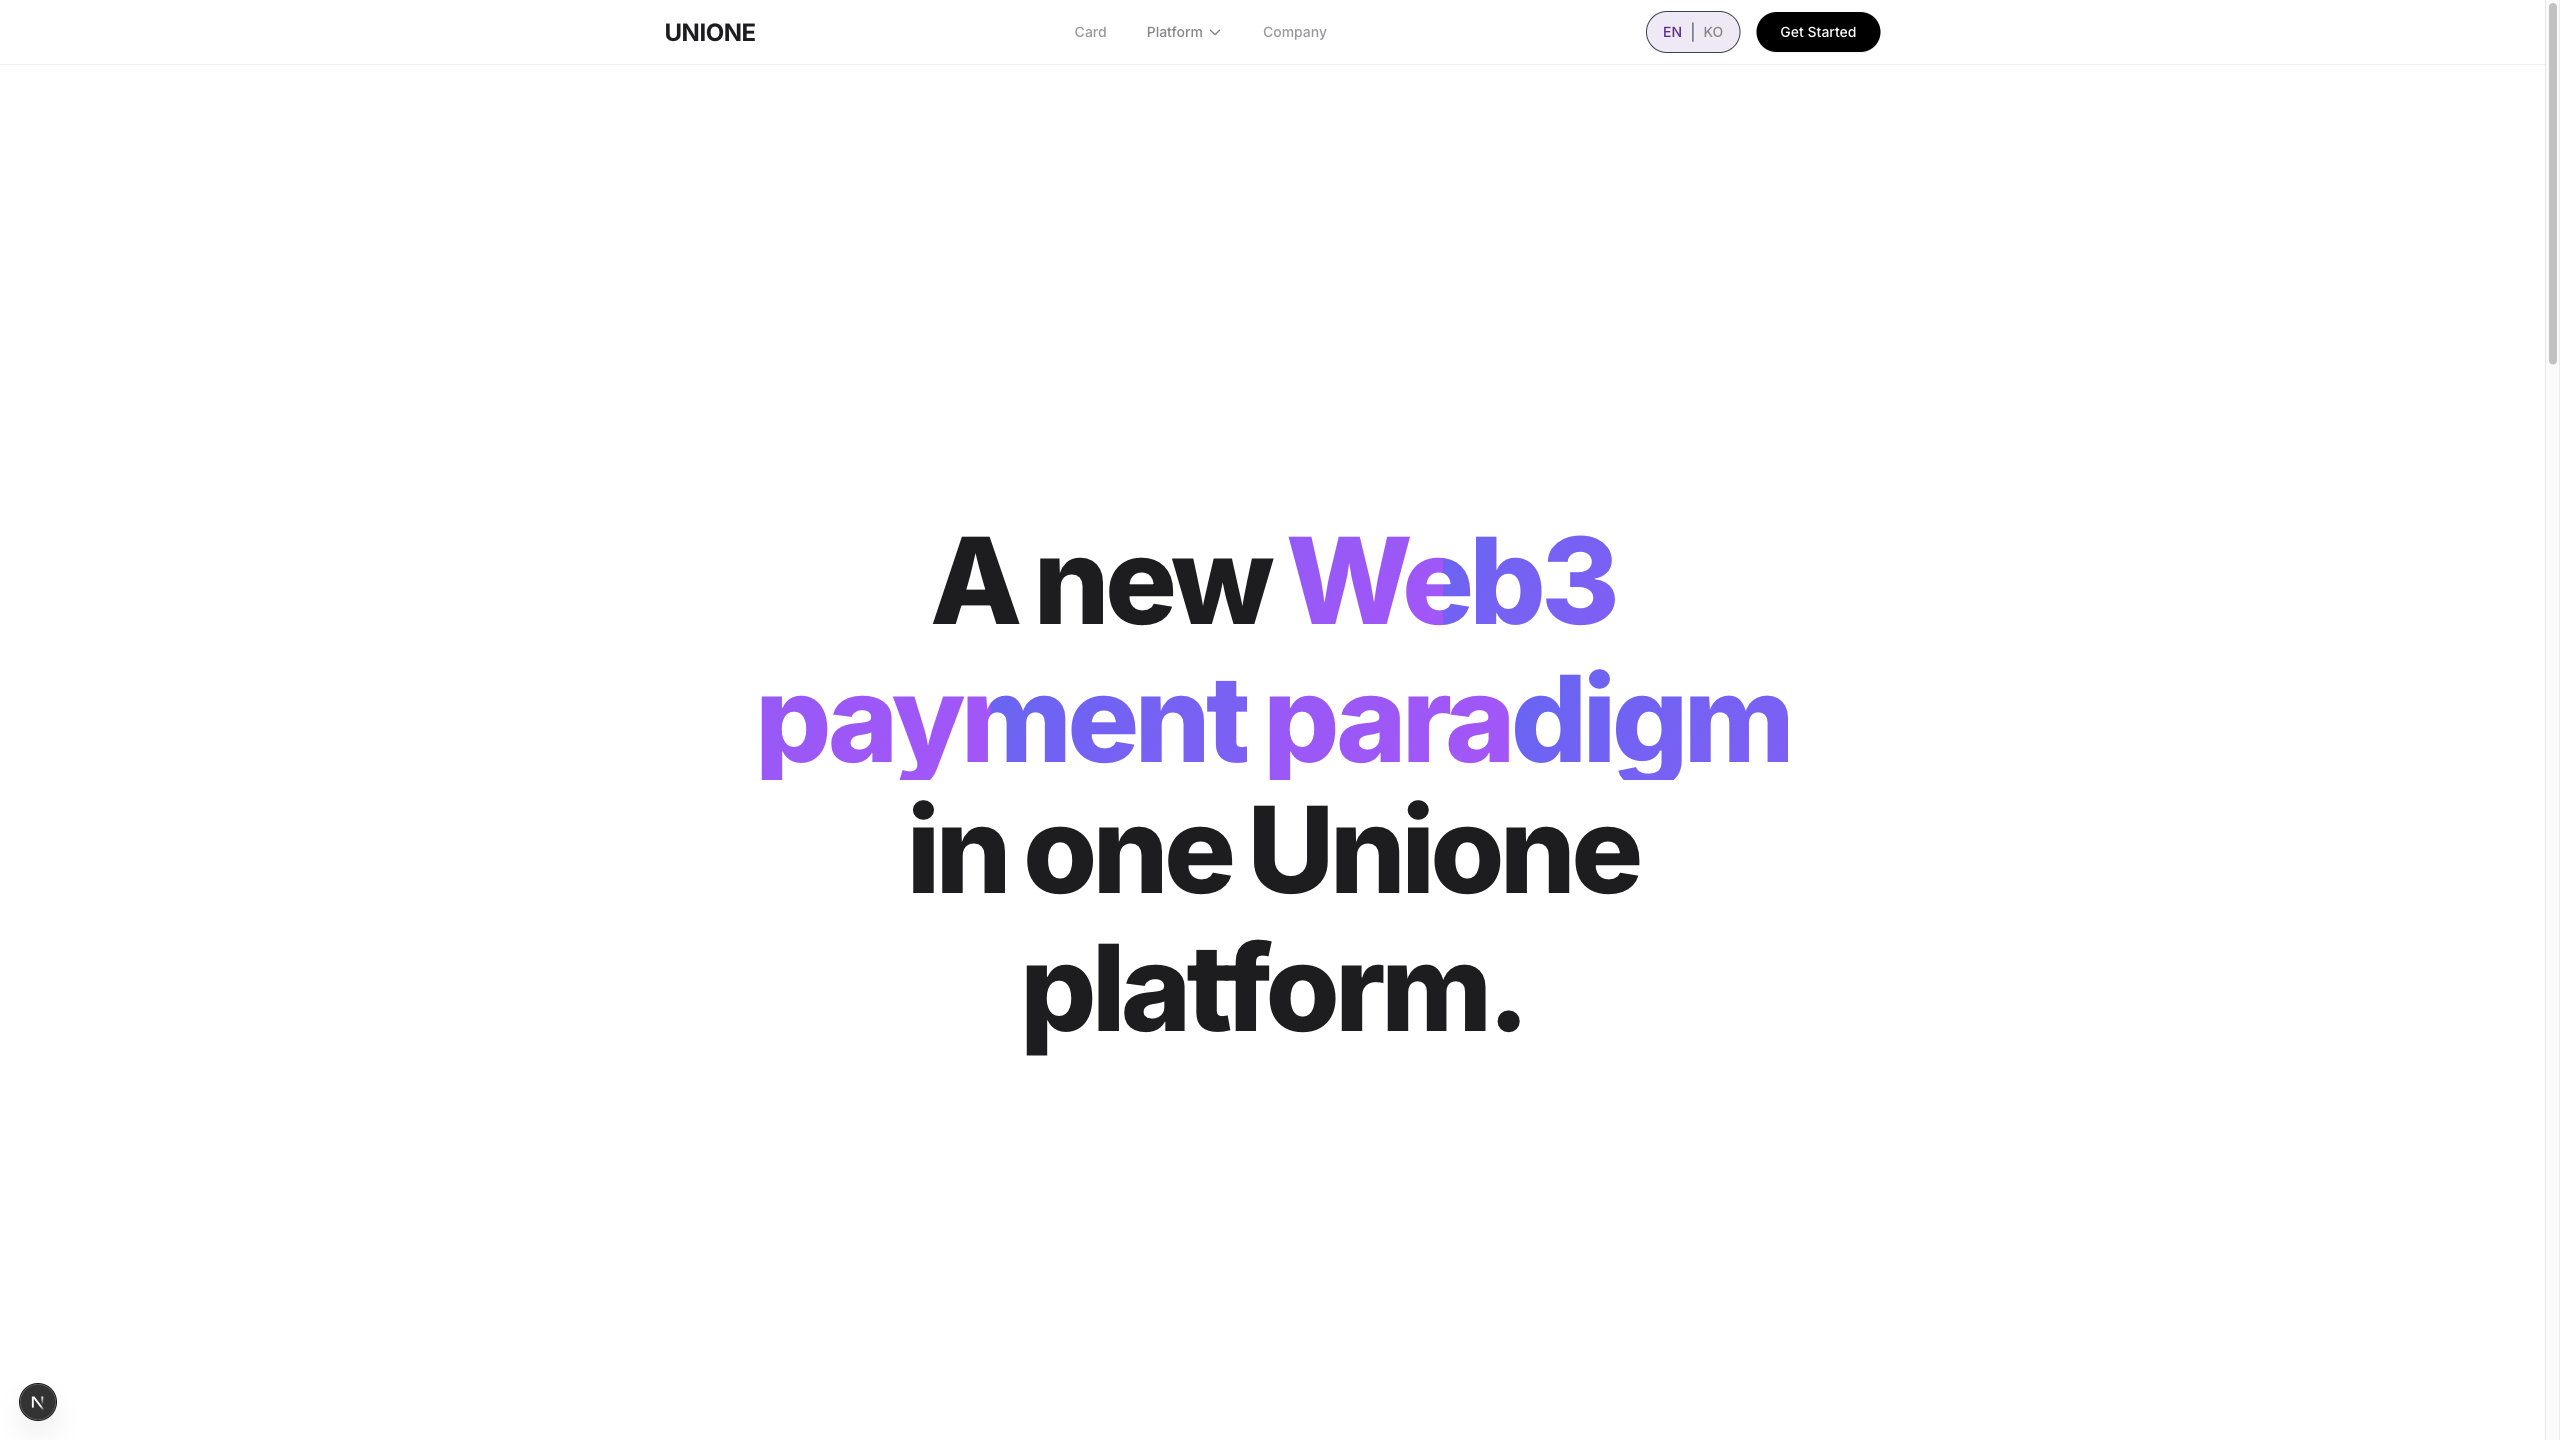 UNIONE
Card
Platform
Company
EN | KO
Get Started
A new Web3
payment paradigm
in one Unione
platform.
N